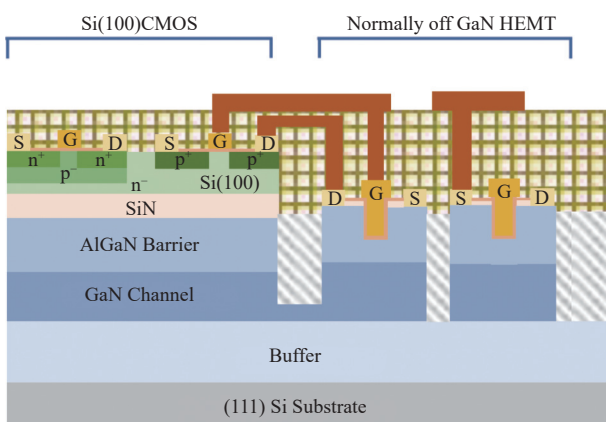 Si(100)CMOS Normally off GaN HEMT
S G D S G D
n⁺ n⁺ p⁺ p⁺
p⁻ n⁻ Si(100)
SiN D G S S G D
AlGaN Barrier
GaN Channel
Buffer
(111) Si Substrate